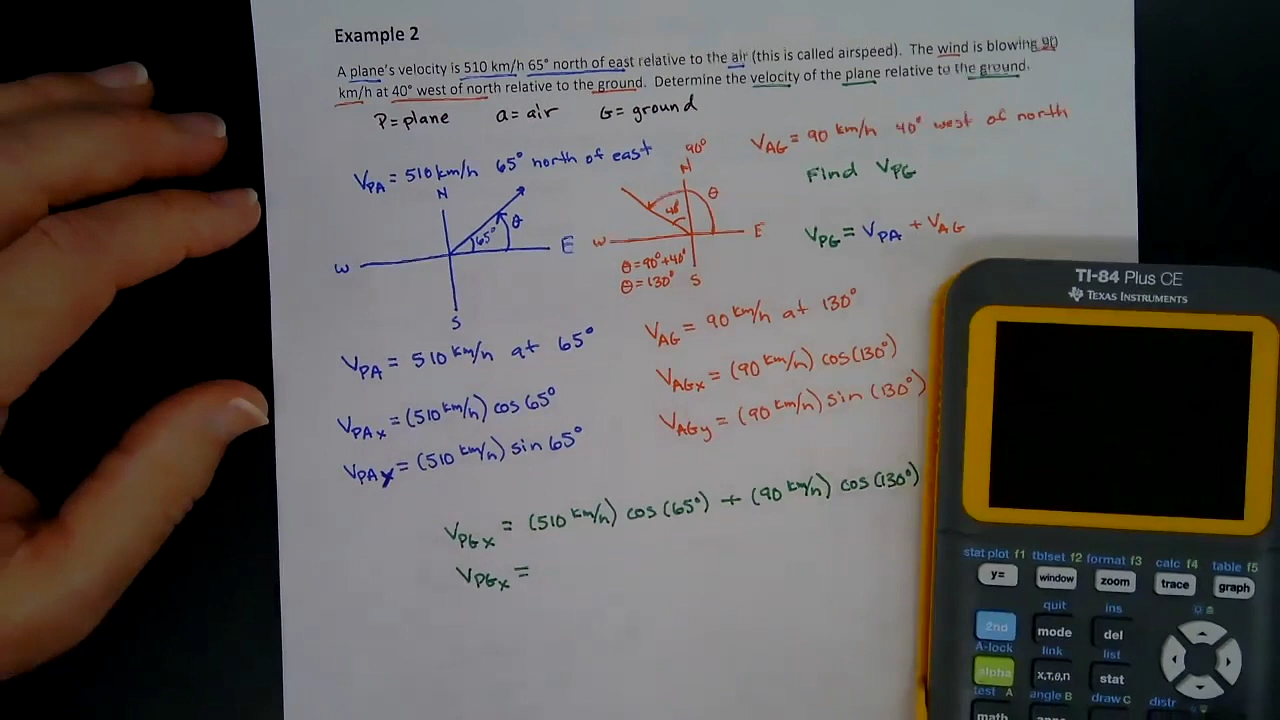 Example 2
A plane's velocity is 510 km/h 65° north of east relative to the air (this is called airspeed). The wind is blowing 90
km/h at 40° west of north relative to the ground. Determine the velocity of the plane relative to the ground.
P=plane a=air G=ground
V_PA = 510 km/h 65° north of east
V_AG = 90 km/h 40° west of north
Find V_PG
V_PG = V_PA + V_AG
N
65° θ
W E
S
90°
N
40° θ
W E
θ=90°+40°
θ=130° S
V_PA = 510 km/h at 65°
V_PAx = (510 km/h) cos 65°
V_PAy = (510 km/h) sin 65°
V_AG = 90 km/h at 130°
V_AGx = (90 km/h) cos(130°)
V_AGy = (90 km/h) sin (130°)
V_PGx = (510 km/h) cos(65°) + (90 km/h) cos(130°)
V_PGx =
TI-84 Plus CE
TEXAS INSTRUMENTS
stat plot f1 tblset f2 format f3 calc f4 table f5
y= window zoom trace graph
quit ins
2nd mode del
A-lock link list
alpha X,T,θ,n stat
test A angle B draw C distr
math